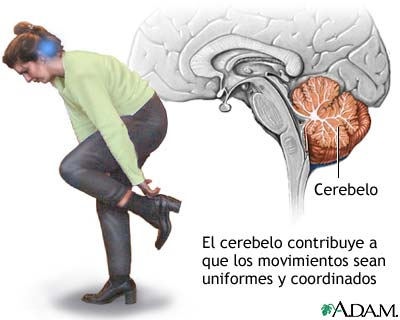 Cerebelo
El cerebelo contribuye a
que los movimientos sean
uniformes y coordinados
A.D.A.M.